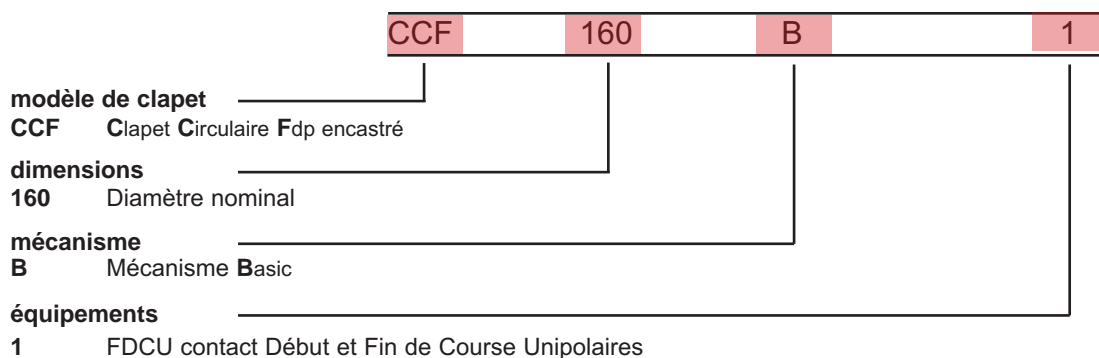 CCF 160 B 1
modèle de clapet
CCF Clapet Circulaire Fdp encastré
dimensions
160 Diamètre nominal
mécanisme
B Mécanisme Basic
équipements
1 FDCU contact Début et Fin de Course Unipolaires